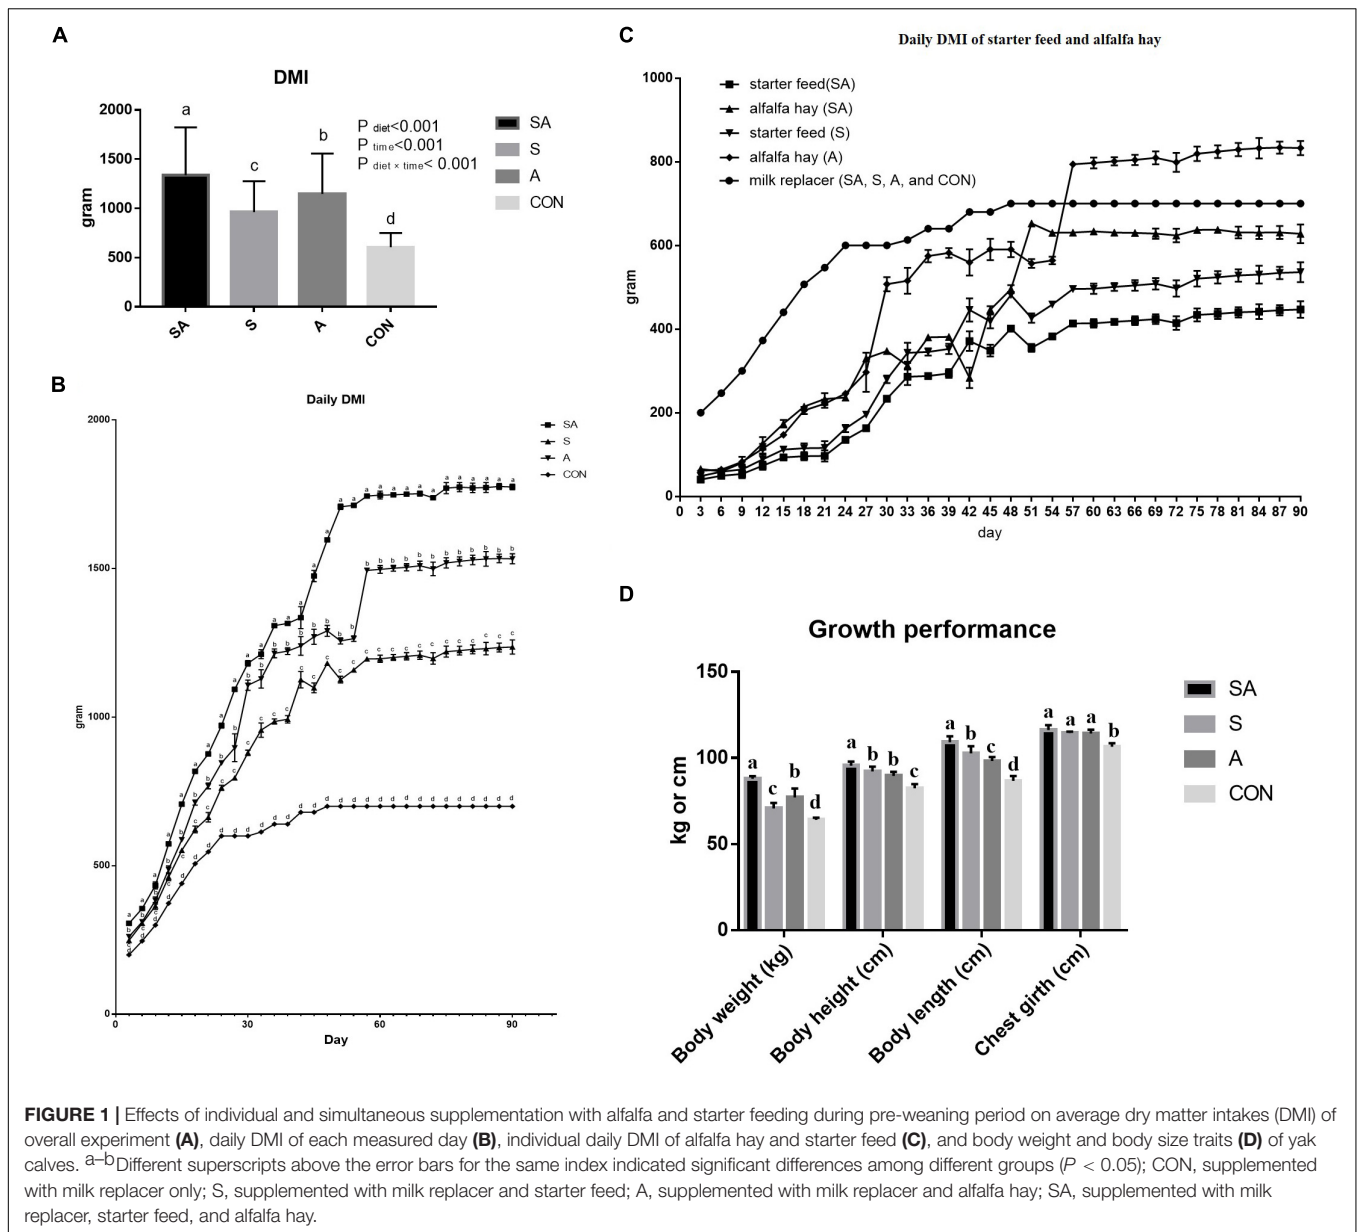 A
DMI
2000
1500
1000
500
0
gram
a
c
b
d
P diet<0.001
P time<0.001
P diet × time< 0.001
SA
S
A
CON
SA
S
A
CON
B
Daily DMI
2000
1500
1000
500
0
gram
SA
S
A
CON
0
30
60
90
Day
C
Daily DMI of starter feed and alfalfa hay
1000
800
600
400
200
0
gram
starter feed(SA)
alfalfa hay (SA)
starter feed (S)
alfalfa hay (A)
milk replacer (SA, S, A, and CON)
0 3 6 9 12 15 18 21 24 27 30 33 36 39 42 45 48 51 54 57 60 63 66 69 72 75 78 81 84 87 90
day
D
Growth performance
150
100
50
0
kg or cm
a c b d
a b b c
a b c d
a a a b
SA
S
A
CON
Body weight (kg)
Body height (cm)
Body length (cm)
Chest girth (cm)
FIGURE 1 | Effects of individual and simultaneous supplementation with alfalfa and starter feeding during pre-weaning period on average dry matter intakes (DMI) of
overall experiment (A), daily DMI of each measured day (B), individual daily DMI of alfalfa hay and starter feed (C), and body weight and body size traits (D) of yak
calves. a–bDifferent superscripts above the error bars for the same index indicated significant differences among different groups (P < 0.05); CON, supplemented
with milk replacer only; S, supplemented with milk replacer and starter feed; A, supplemented with milk replacer and alfalfa hay; SA, supplemented with milk
replacer, starter feed, and alfalfa hay.